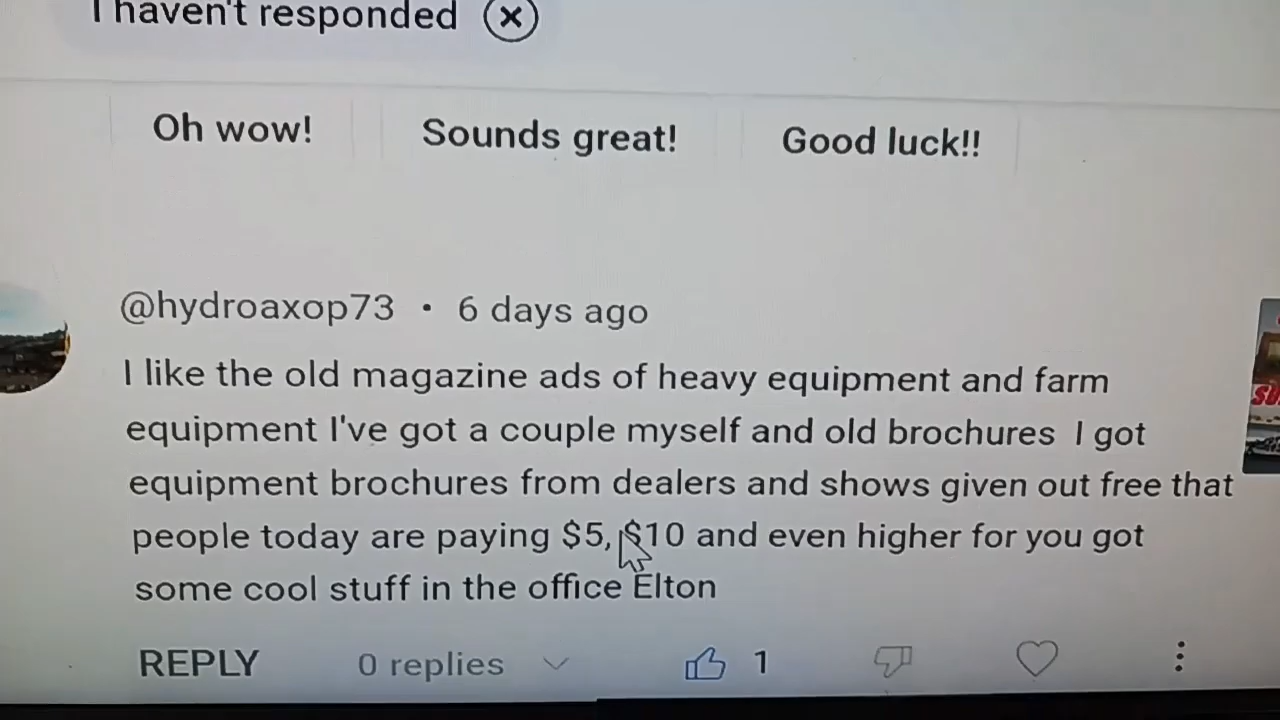 I haven't responded
Oh wow!
Sounds great!
Good luck!!
@hydroaxop73 • 6 days ago
I like the old magazine ads of heavy equipment and farm
equipment I've got a couple myself and old brochures I got
equipment brochures from dealers and shows given out free that
people today are paying $5, $10 and even higher for you got
some cool stuff in the office Elton
REPLY
0 replies
1